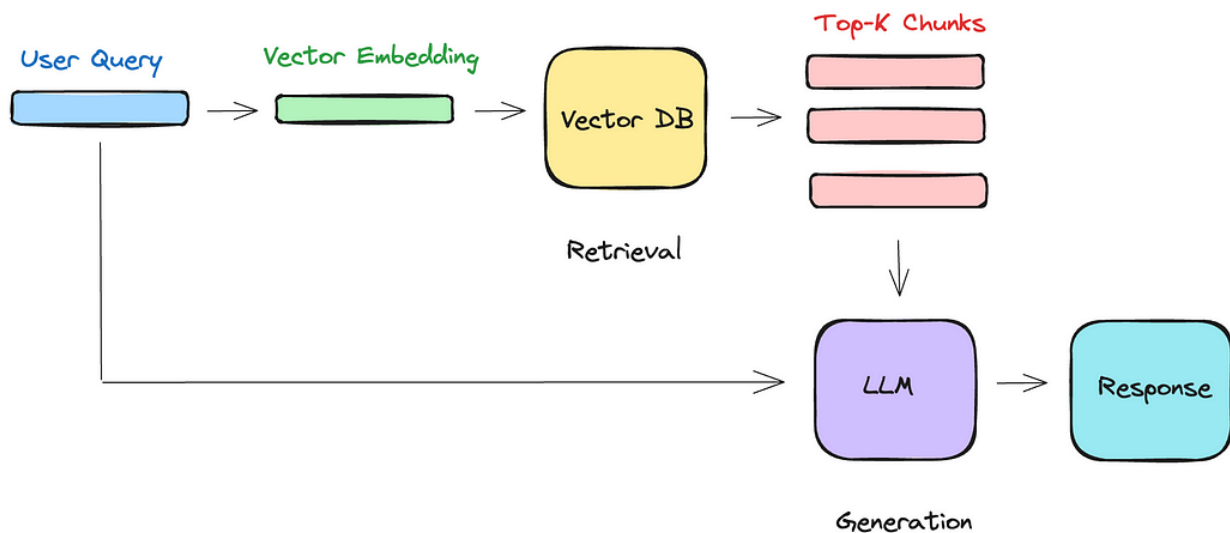 User Query
Vector Embedding
Vector DB
Top-K Chunks
Retrieval
LLM
Response
Generation